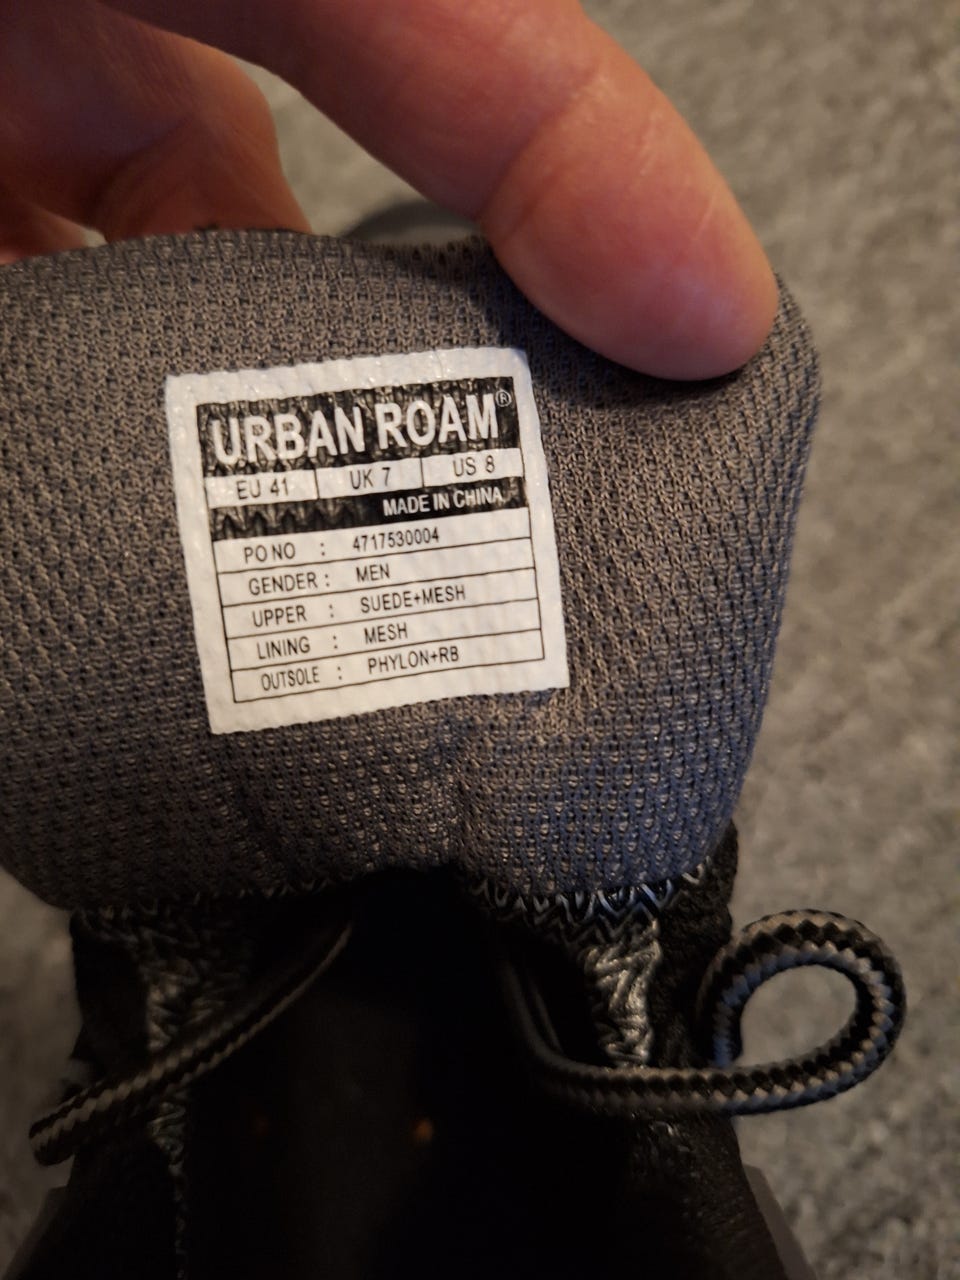 URBAN ROAM®
EU 41 UK 7 US 8
MADE IN CHINA
PO NO : 4717530004
GENDER : MEN
UPPER : SUEDE+MESH
LINING : MESH
OUTSOLE : PHYLON+RB